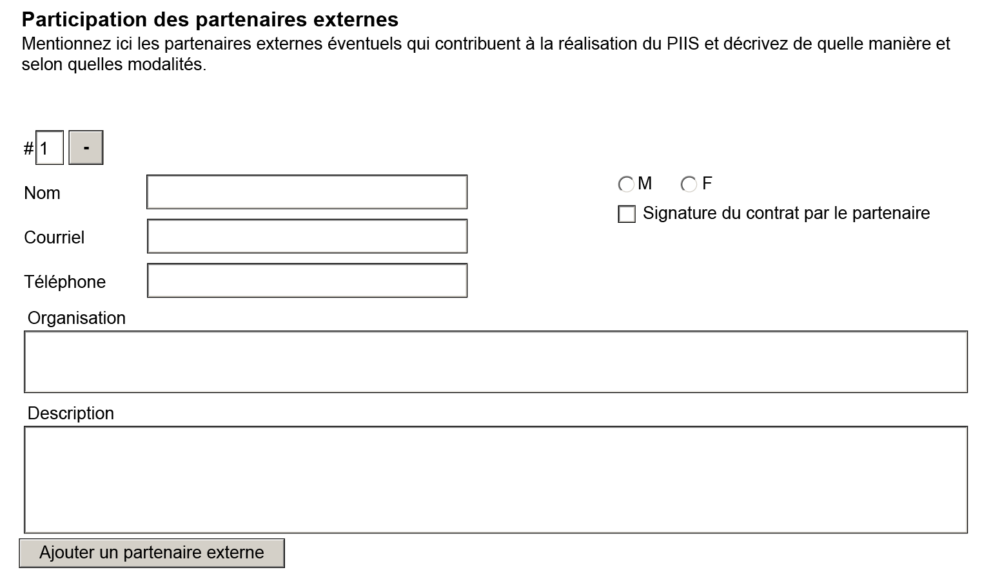 Participation des partenaires externes
Mentionnez ici les partenaires externes éventuels qui contribuent à la réalisation du PIIS et décrivez de quelle manière et
selon quelles modalités.
# 1 -
Nom
M F
Signature du contrat par le partenaire
Courriel
Téléphone
Organisation
Description
Ajouter un partenaire externe